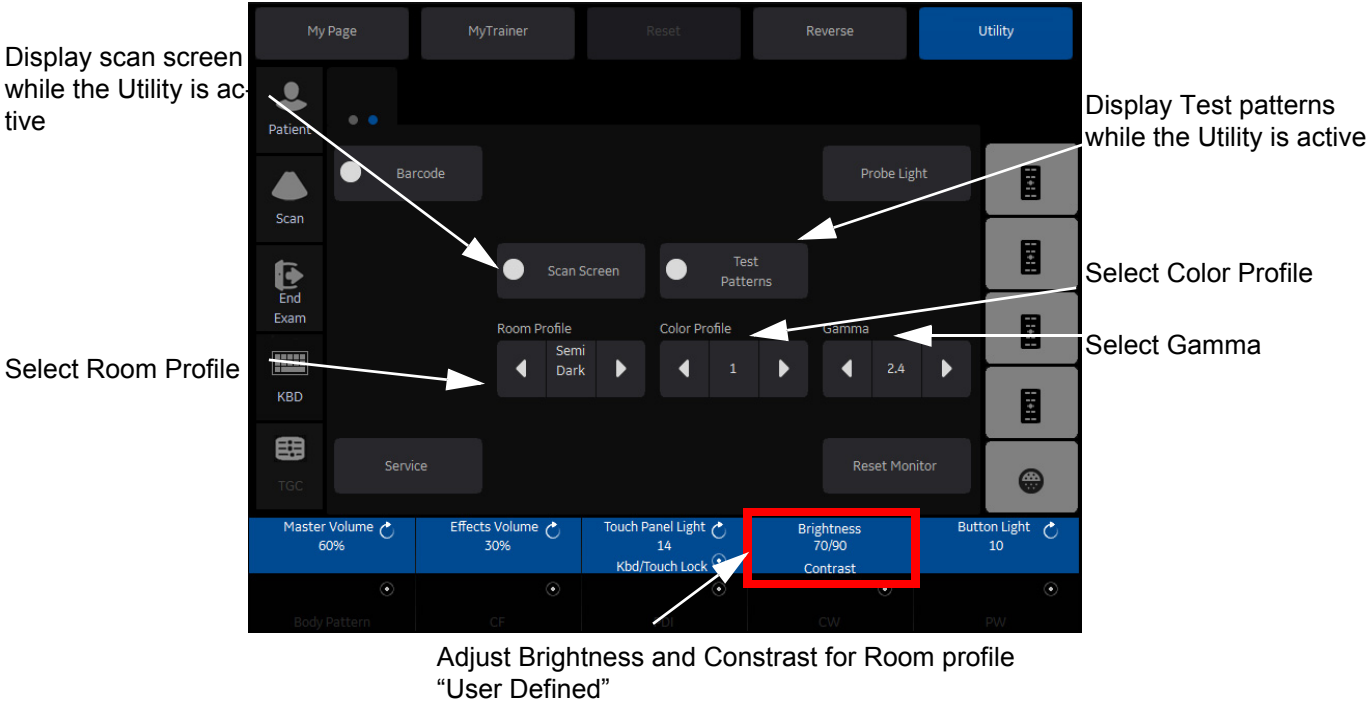 My Page
MyTrainer
Reset
Reverse
Utility
Display scan screen
while the Utility is ac-
tive
Patient
Display Test patterns
while the Utility is active
Barcode
Probe Light
Scan
Scan Screen
Test
Patterns
Select Color Profile
End
Exam
Room Profile
Color Profile
Gamma
Select Gamma
Select Room Profile
Semi
Dark
1
2.4
KBD
Service
Reset Monitor
TGC
Master Volume
60%
Effects Volume
30%
Touch Panel Light
14
Kbd/Touch Lock
Brightness
70/90
Contrast
Button Light
10
Body Pattern
CF
PDI
CW
PW
Adjust Brightness and Constrast for Room profile
“User Defined”